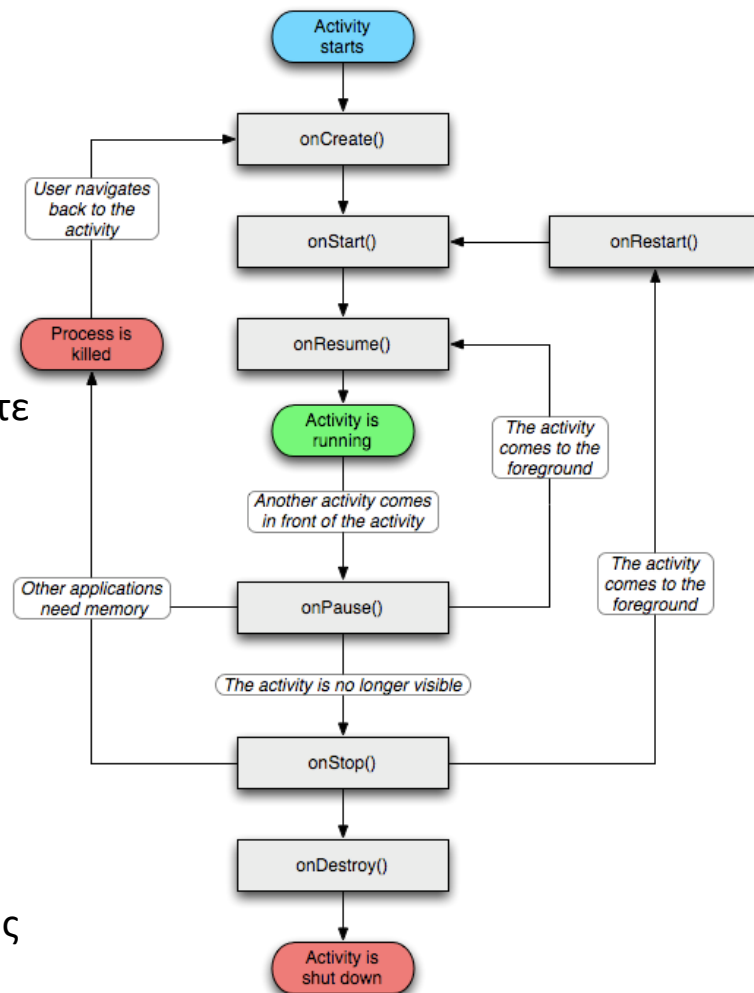 Activity
starts
onCreate()
User navigates
back to the
activity
onStart()
onRestart()
Process is
killed
onResume()
τε
Activity is
running
The activity
comes to the
foreground
Another activity comes
in front of the activity
The activity
comes to the
foreground
Other applications
need memory
onPause()
The activity is no longer visible
onStop()
onDestroy()
ς
Activity is
shut down